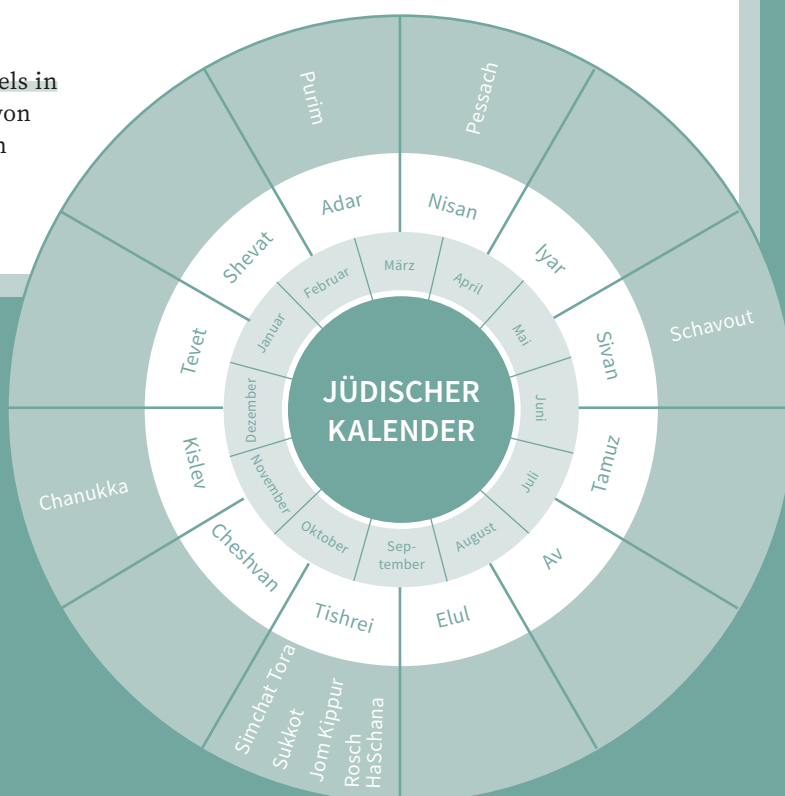 els in
von
n
JÜDISCHER
KALENDER
März
April
Mai
Juni
Juli
August
Sep-
tember
Oktober
November
Dezember
Januar
Februar
Nisan
Iyar
Sivan
Tamuz
Av
Elul
Tishrei
Cheshvan
Kislev
Tevet
Shevat
Adar
Pessach
Schavout
Rosch
HaSchana
Jom Kippur
Sukkot
Simchat Tora
Chanukka
Purim